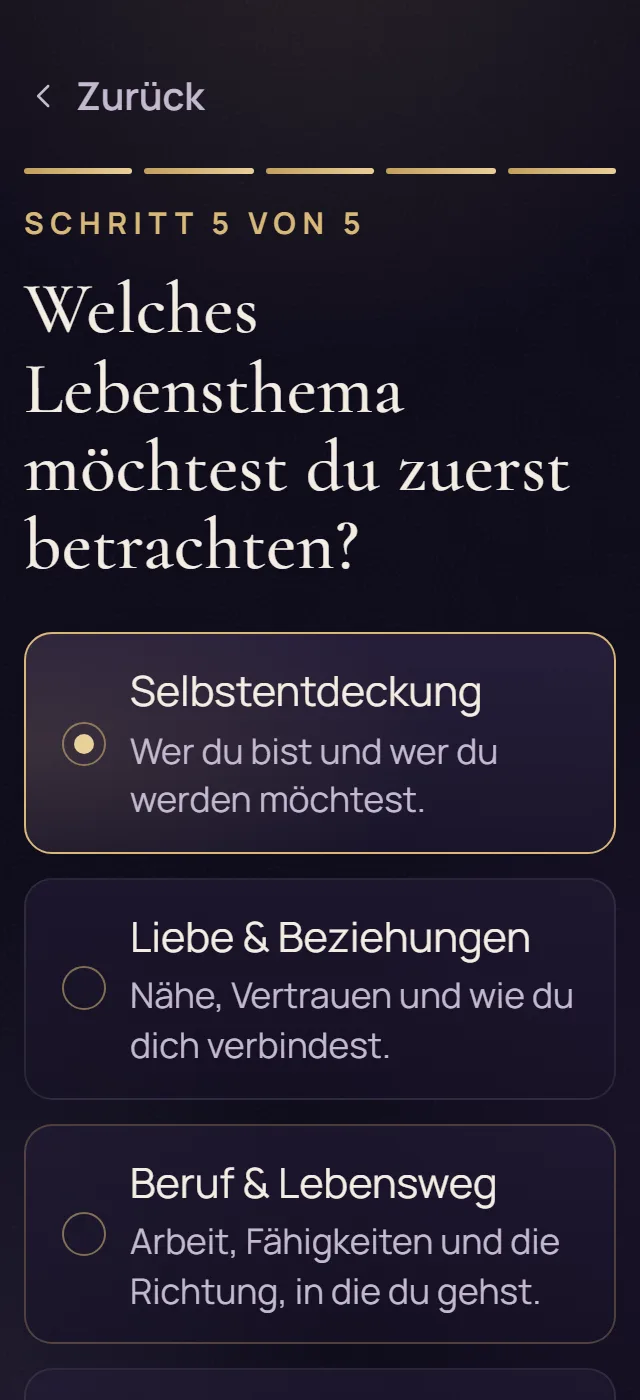 Zurück
SCHRITT 5 VON 5
Welches
Lebensthema
möchtest du zuerst
betrachten?
Selbstentdeckung
Wer du bist und wer du
werden möchtest.
Liebe & Beziehungen
Nähe, Vertrauen und wie du
dich verbindest.
Beruf & Lebensweg
Arbeit, Fähigkeiten und die
Richtung, in die du gehst.